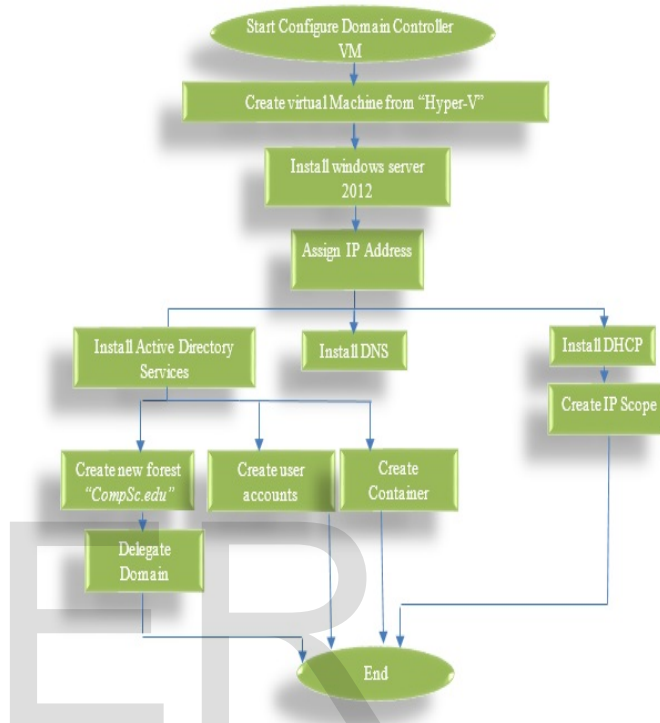 Start Configure Domain Controller
VM
Create virtual Machine from “Hyper-V”
Install windows server
2012
Assign IP Address
Install Active Directory
Services
Install DNS
Install DHCP
Create IP Scope
Create new forest
“CompSc.edu”
Create user
accounts
Create
Container
Delegate
Domain
End
ER